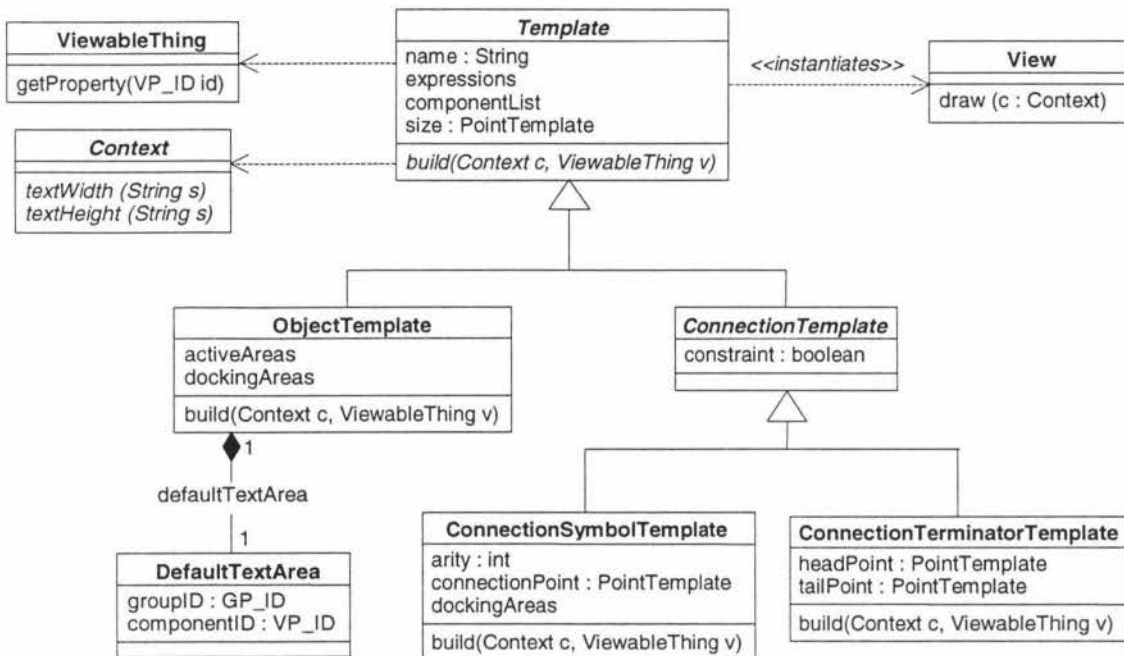 ViewableThing
getProperty(VP_ID id)
Context
textWidth (String s)
textHeight (String s)
Template
name : String
expressions
componentList
size : PointTemplate
build(Context c, ViewableThing v)
<<instantiates>>
View
draw (c : Context)
ObjectTemplate
activeAreas
dockingAreas
build(Context c, ViewableThing v)
1
defaultTextArea
1
DefaultTextArea
groupID : GP_ID
componentID : VP_ID
ConnectionTemplate
constraint : boolean
ConnectionSymbolTemplate
arity : int
connectionPoint : PointTemplate
dockingAreas
build(Context c, ViewableThing v)
ConnectionTerminatorTemplate
headPoint : PointTemplate
tailPoint : PointTemplate
build(Context c, ViewableThing v)